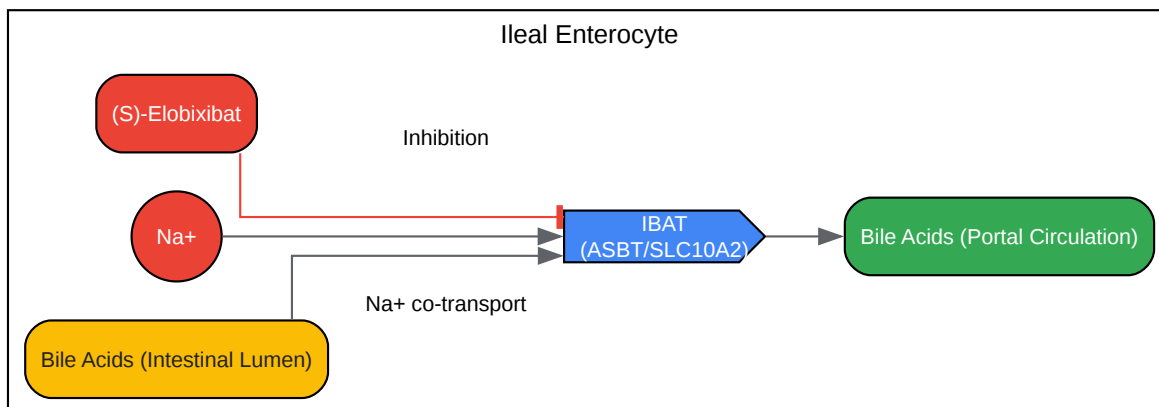 Ileal Enterocyte
(S)-Elobixibat
Inhibition
Na+
IBAT
(ASBT/SLC10A2)
Bile Acids (Portal Circulation)
Na+ co-transport
Bile Acids (Intestinal Lumen)